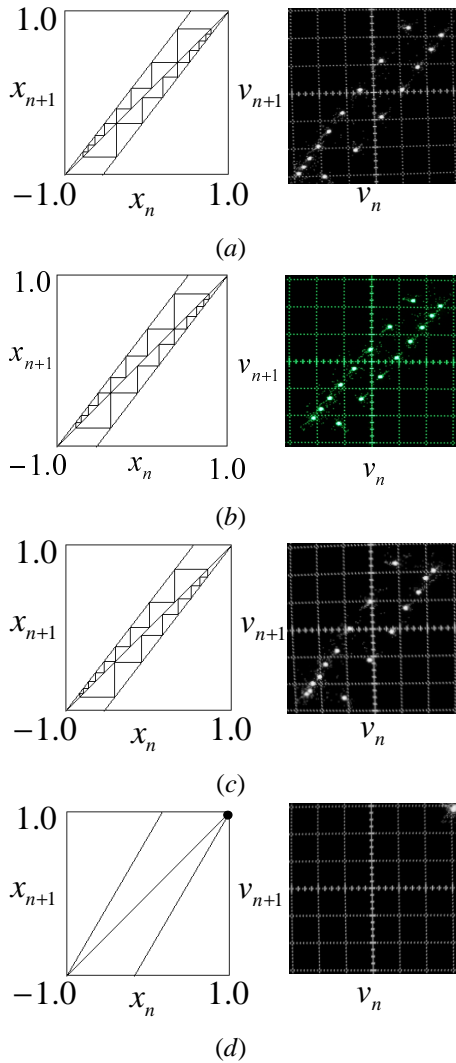 1.0
x_{n+1}
-1.0 1.0
x_n
v_{n+1}
v_n
(a)
1.0
x_{n+1}
-1.0 1.0
x_n
v_{n+1}
v_n
(b)
1.0
x_{n+1}
-1.0 1.0
x_n
v_{n+1}
v_n
(c)
1.0
x_{n+1}
-1.0 1.0
x_n
v_{n+1}
v_n
(d)